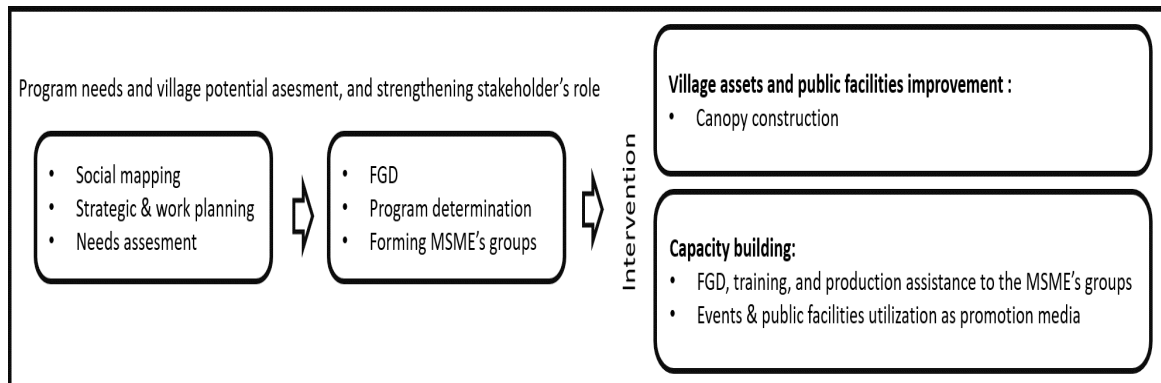 Program needs and village potential asesment, and strengthening stakeholder's role
• Social mapping
• Strategic & work planning
• Needs assesment
• FGD
• Program determination
• Forming MSME's groups
Intervention
Village assets and public facilities improvement :
• Canopy construction
Capacity building:
• FGD, training, and production assistance to the MSME's groups
• Events & public facilities utilization as promotion media